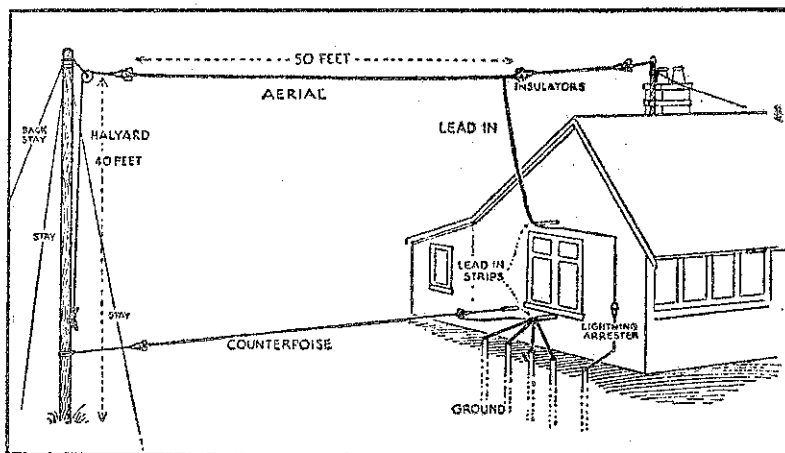 50 FEET
AERIAL
INSULATORS
BACK
STAY
HALYARD
40 FEET
LEAD IN
STAY
LEAD IN
STRIPS
STAY
LIGHTNING
ARRESTER
COUNTERPOISE
GROUND